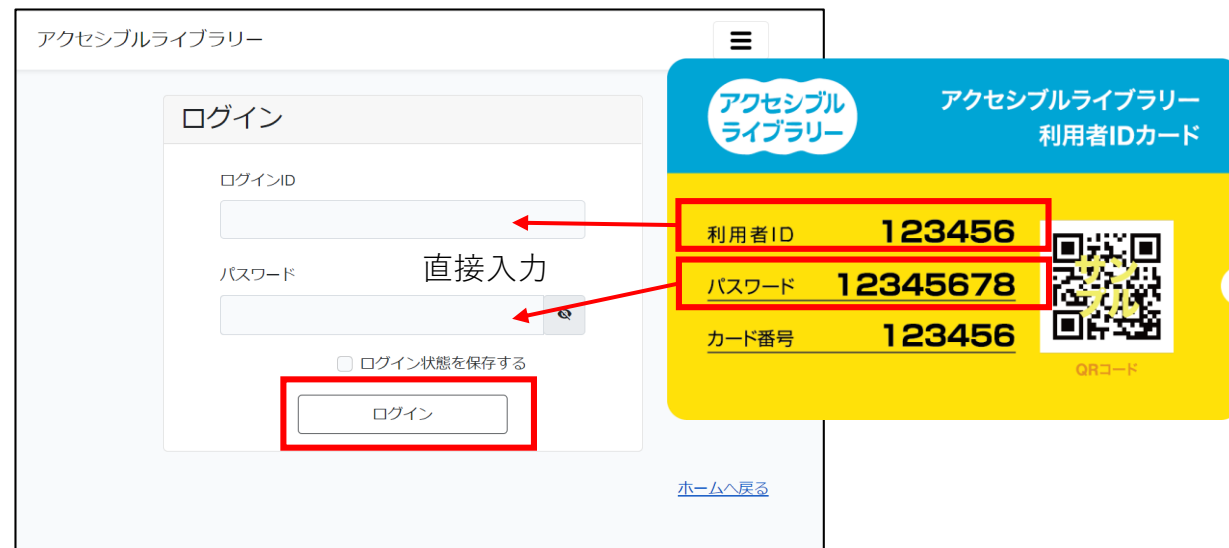 アクセシブルライブラリー
ログイン
ログインID
直接入力
パスワード
ログイン状態を保存する
ログイン
ホームへ戻る
アクセシブル
ライブラリー
アクセシブルライブラリー
利用者IDカード
利用者ID 123456
パスワード 12345678
カード番号 123456
サン
プル
QRコード